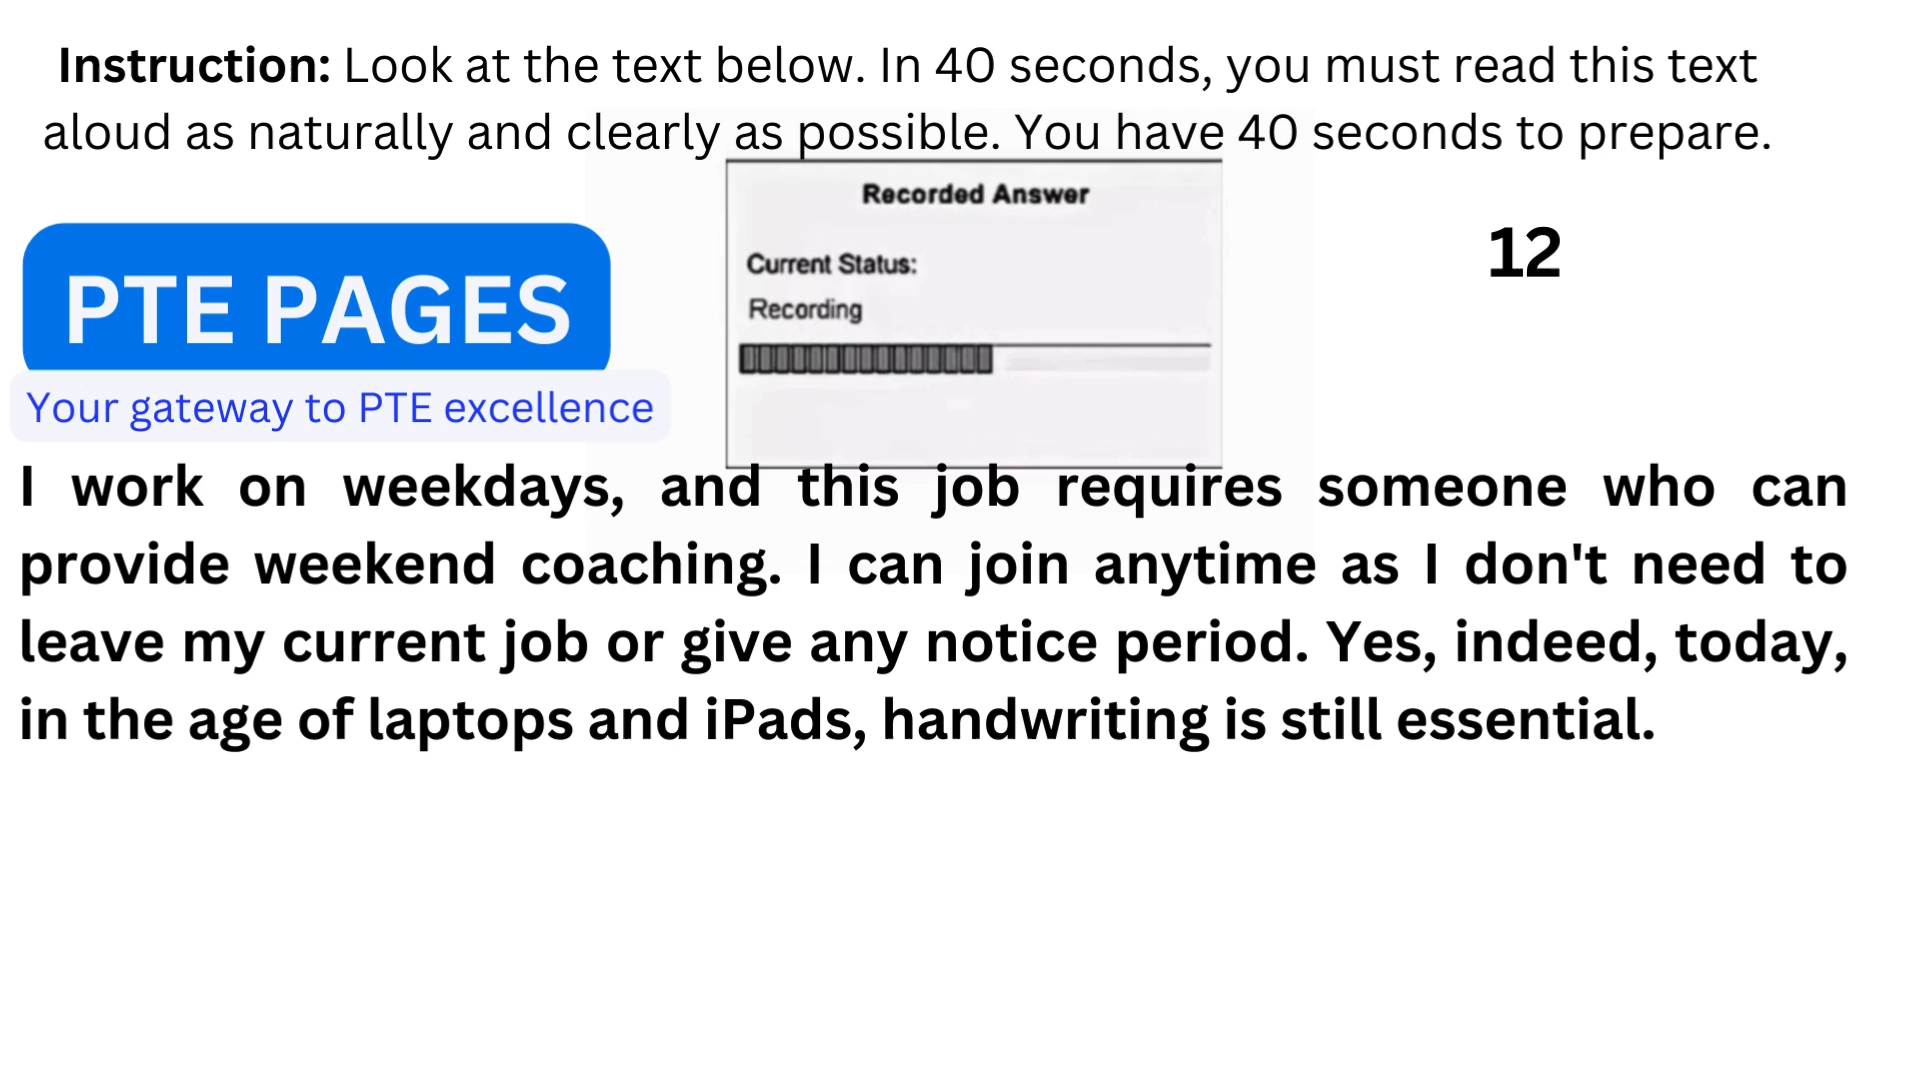 Instruction: Look at the text below. In 40 seconds, you must read this text
aloud as naturally and clearly as possible. You have 40 seconds to prepare.
Recorded Answer
12
PTE PAGES
Current Status:
Recording
Your gateway to PTE excellence
I work on weekdays, and this job requires someone who can
provide weekend coaching. I can join anytime as I don't need to
leave my current job or give any notice period. Yes, indeed, today,
in the age of laptops and iPads, handwriting is still essential.